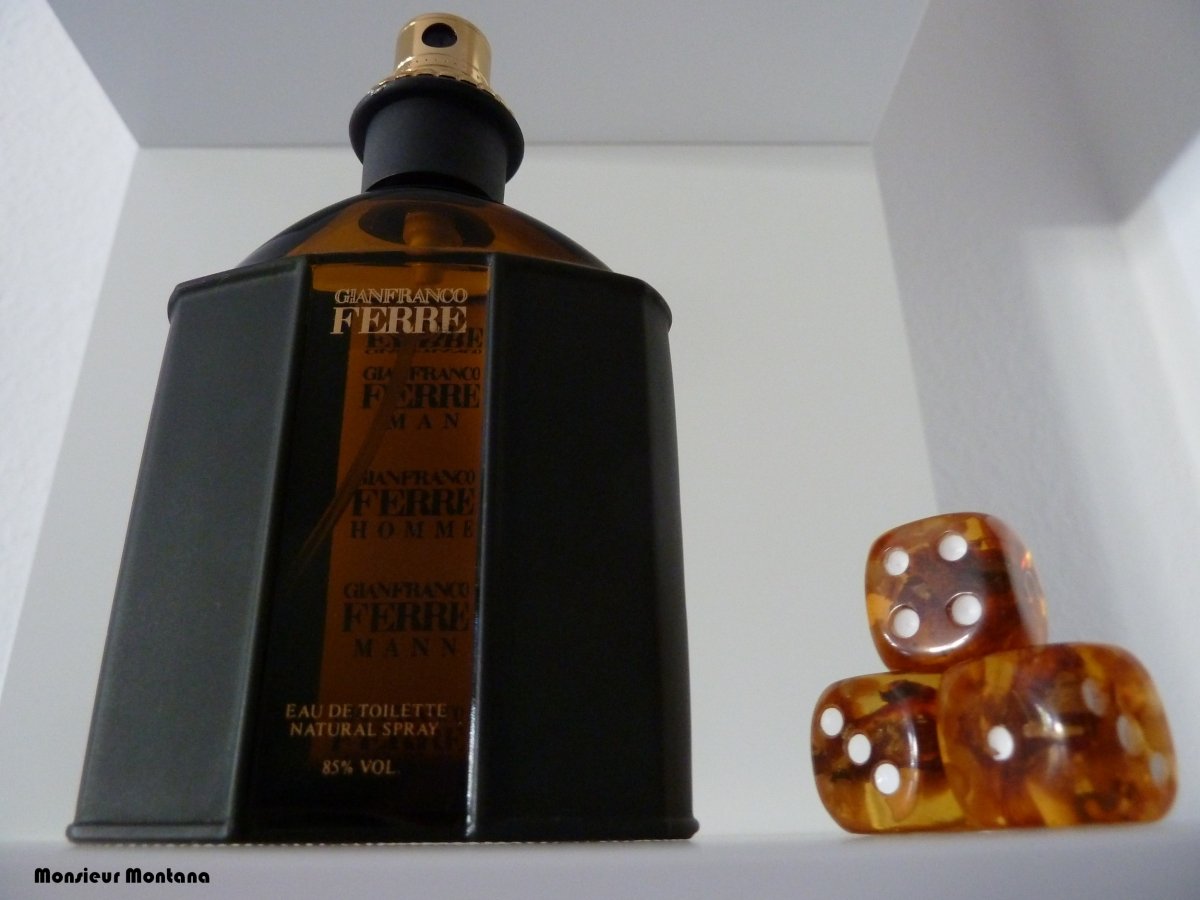 GIANFRANCO
FERRE
GIANFRANCO
FERRE
MAN
GIANFRANCO
FERRE
HOMME
GIANFRANCO
FERRE
MANN
EAU DE TOILETTE
NATURAL SPRAY
85% VOL
Monsieur Montana